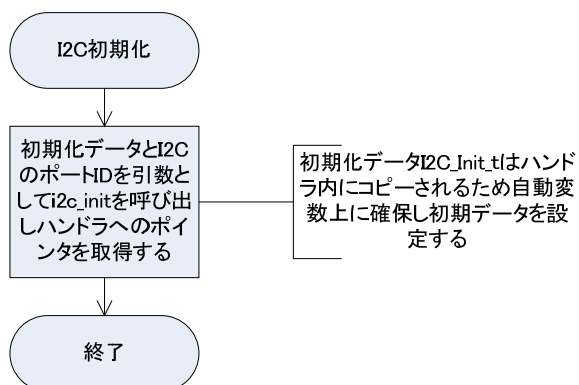 I2C初期化
初期化データとI2C
のポートIDを引数と
してi2c_initを呼び出
しハンドラへのポイ
ンタを取得する
初期化データI2C_Init_tはハンド
ラ内にコピーされるため自動変
数上に確保し初期データを設
定する
終了